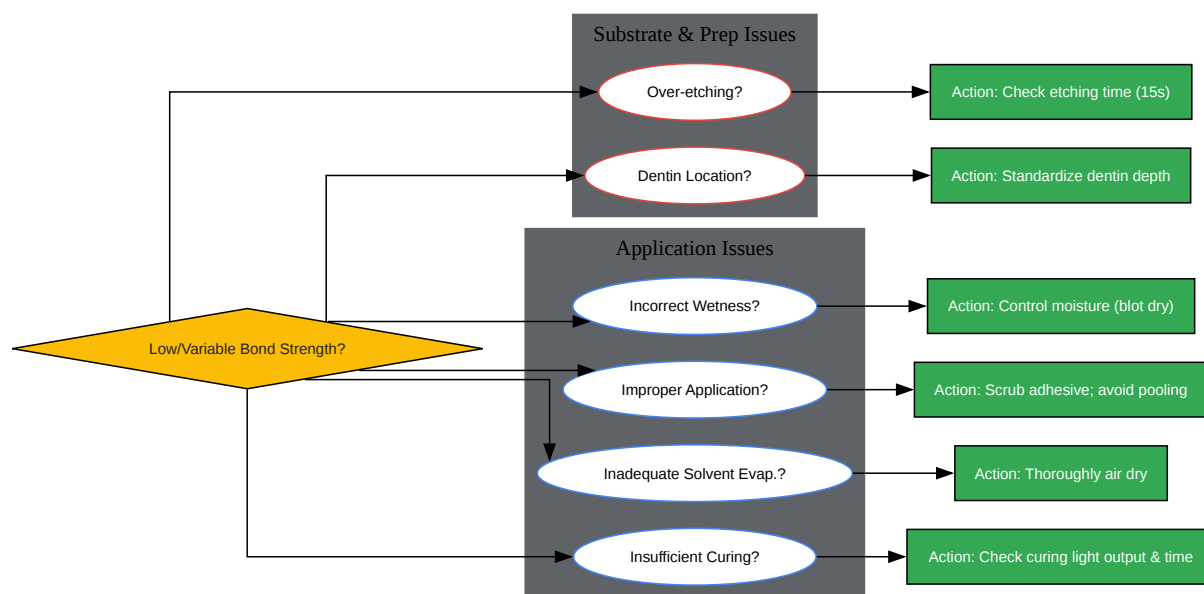 Substrate & Prep Issues
Over-etching?
Action: Check etching time (15s)
Dentin Location?
Action: Standardize dentin depth
Application Issues
Incorrect Wetness?
Action: Control moisture (blot dry)
Low/Variable Bond Strength?
Improper Application?
Action: Scrub adhesive; avoid pooling
Inadequate Solvent Evap.?
Action: Thoroughly air dry
Insufficient Curing?
Action: Check curing light output & time